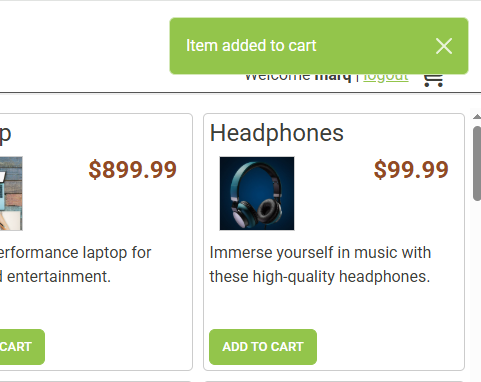 Item added to cart
Welcome marq | logout
p
$899.99
erformance laptop for
d entertainment.
CART
Headphones
$99.99
Immerse yourself in music with
these high-quality headphones.
ADD TO CART